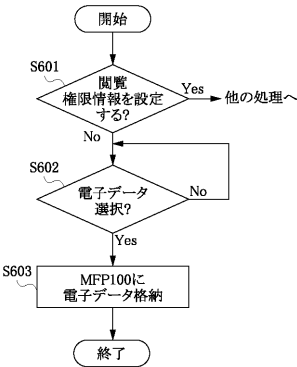 開始
S601
閲覧
権限情報を設定
する?
Yes
他の処理へ
No
S602
電子データ
選択?
No
Yes
S603
MFP100に
電子データ格納
終了